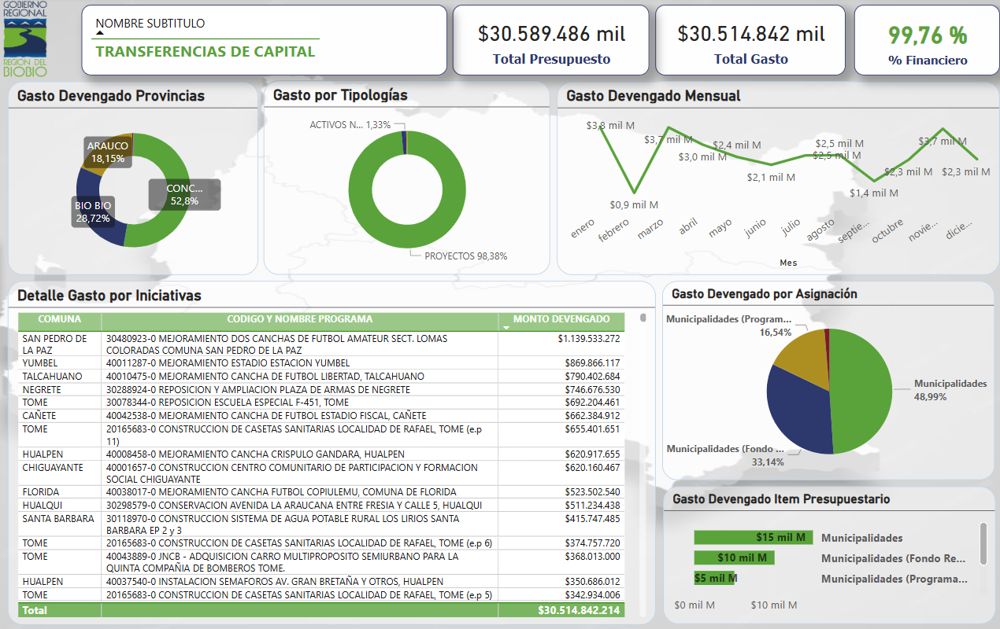 GOBIERNO
REGIONAL
REGIÓN DEL
BIOBIO
NOMBRE SUBTITULO
TRANSFERENCIAS DE CAPITAL
$30.589.486 mil
Total Presupuesto
$30.514.842 mil
Total Gasto
99,76 %
% Financiero
Gasto Devengado Provincias
ARAUCO
18,15%
CONC...
52,8%
BIO BIO
28,72%
Gasto por Tipologías
ACTIVOS N... 1,33%
PROYECTOS 98,38%
Gasto Devengado Mensual
$3,8 mil M
$0,9 mil M
$3,7 mil M
$3,0 mil M
$2,4 mil M
$2,1 mil M
$2,5 mil M
$2,5 mil M
$1,4 mil M
$2,3 mil M
$3,7 mil M
$2,3 mil M
enero
febrero
marzo
abril
mayo
junio
julio
agosto
septie...
octubre
novie...
dicie...
Mes
Detalle Gasto por Iniciativas
COMUNA CODIGO Y NOMBRE PROGRAMA MONTO DEVENGADO
SAN PEDRO DE 30480923-0 MEJORAMIENTO DOS CANCHAS DE FUTBOL AMATEUR SECT. LOMAS $1.139.533.272
LA PAZ COLORADAS COMUNA SAN PEDRO DE LA PAZ
YUMBEL 40011287-0 MEJORAMIENTO ESTADIO ESTACION YUMBEL $869.866.117
TALCAHUANO 40010475-0 MEJORAMIENTO CANCHA DE FUTBOL LIBERTAD, TALCAHUANO $790.402.684
NEGRETE 30288924-0 REPOSICION Y AMPLIACION PLAZA DE ARMAS DE NEGRETE $746.676.530
TOME 30078344-0 REPOSICION ESCUELA ESPECIAL F-451, TOME $692.204.461
CAÑETE 40042538-0 MEJORAMIENTO CANCHA DE FUTBOL ESTADIO FISCAL, CAÑETE $662.384.912
TOME 20165683-0 CONSTRUCCION DE CASETAS SANITARIAS LOCALIDAD DE RAFAEL, TOME (e.p $655.401.651
11)
HUALPEN 40008458-0 MEJORAMIENTO CANCHA CRISPULO GANDARA, HUALPEN $620.917.655
CHIGUAYANTE 40001657-0 CONSTRUCCION CENTRO COMUNITARIO DE PARTICIPACION Y FORMACION $620.160.467
SOCIAL CHIGUAYANTE
FLORIDA 40038017-0 MEJORAMIENTO CANCHA FUTBOL COPIULEMU, COMUNA DE FLORIDA $523.502.540
HUALQUI 30298579-0 CONSERVACION AVENIDA LA ARAUCANA ENTRE FRESIA Y CALLE 5, HUALQUI $511.234.438
SANTA BARBARA 30118970-0 CONSTRUCCION SISTEMA DE AGUA POTABLE RURAL LOS LIRIOS SANTA $415.747.485
BARBARA EP 2 y 3
TOME 20165683-0 CONSTRUCCION DE CASETAS SANITARIAS LOCALIDAD DE RAFAEL, TOME (e.p 6) $374.757.720
TOME 40043889-0 JNCB - ADQUISICION CARRO MULTIPROPOSITO SEMIURBANO PARA LA $368.013.000
QUINTA COMPAÑIA DE BOMBEROS TOME.
HUALPEN 40037540-0 INSTALACION SEMAFOROS AV. GRAN BRETAÑA Y OTROS, HUALPEN $350.686.012
TOME 20165683-0 CONSTRUCCION DE CASETAS SANITARIAS LOCALIDAD DE RAFAEL, TOME (e.p 5) $342.934.006
Total $30.514.842.214
Gasto Devengado por Asignación
Municipalidades (Program...
16,54%
Municipalidades
48,99%
Municipalidades (Fondo ...
33,14%
Gasto Devengado Item Presupuestario
$15 mil M Municipalidades
$10 mil M Municipalidades (Fondo Re...
$5 mil M Municipalidades (Programa...
$0 mil M $10 mil M